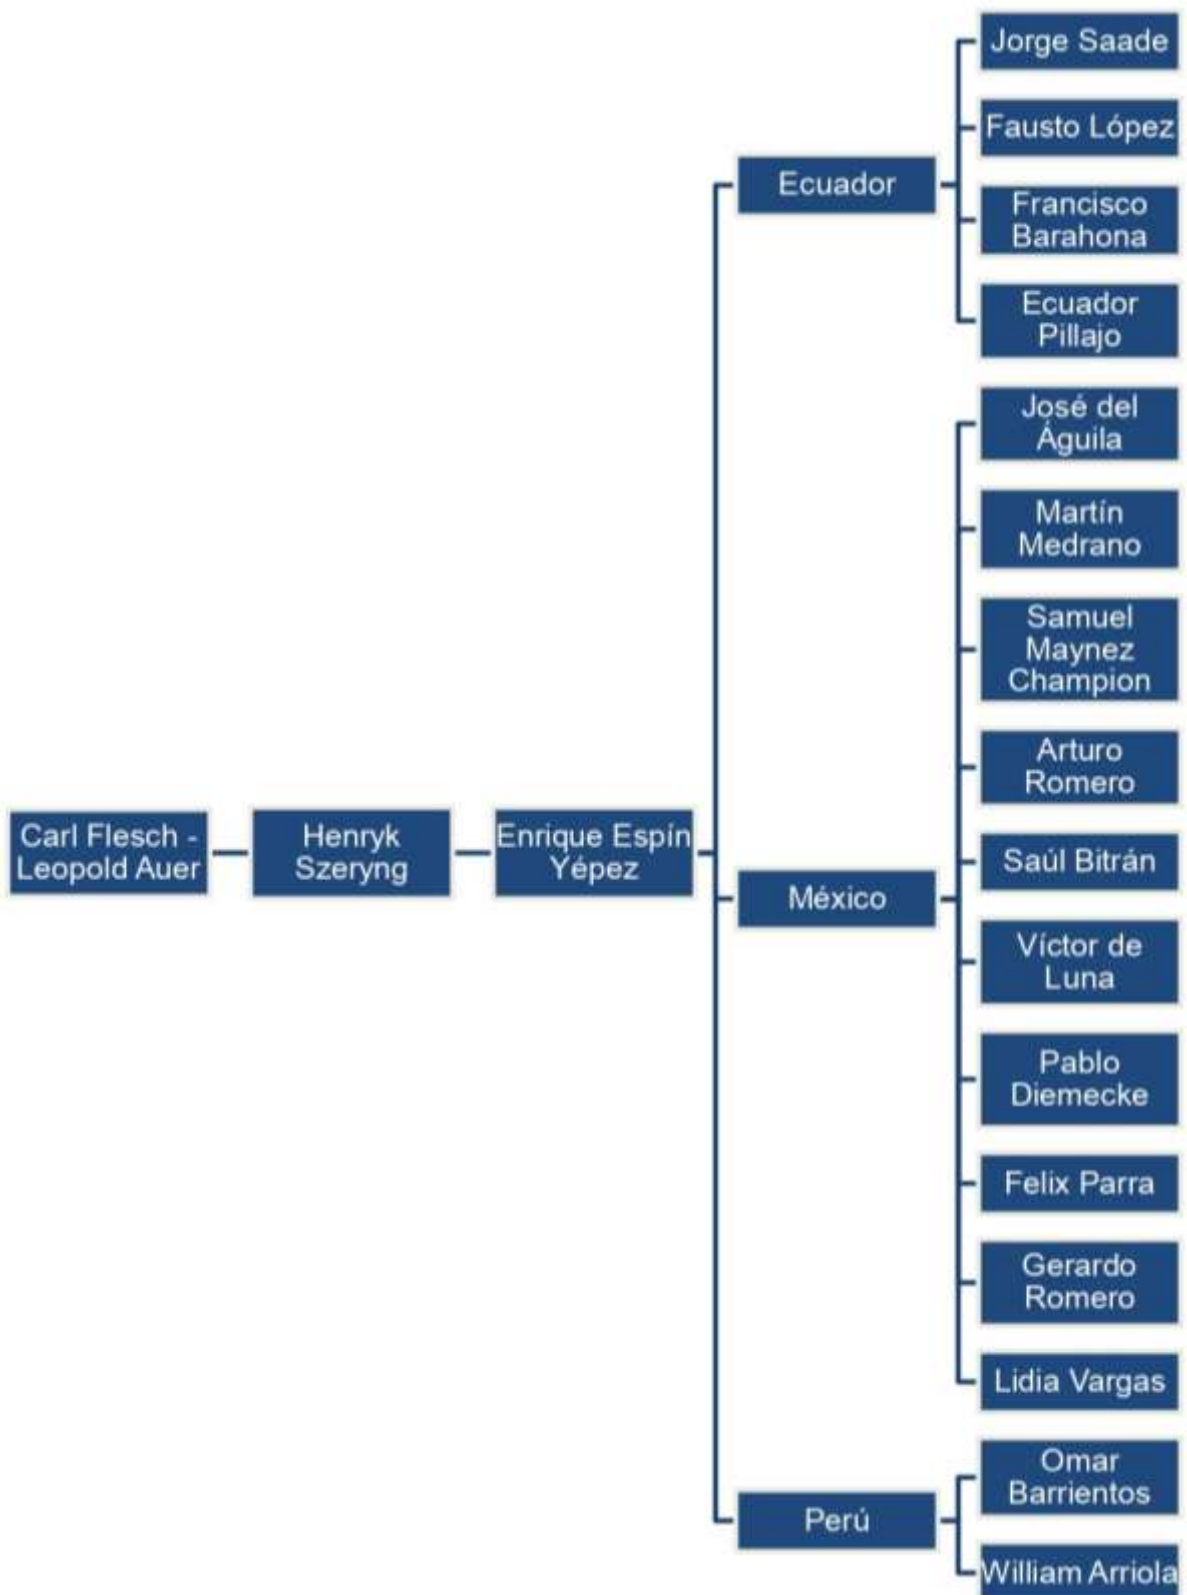 Carl Flesch -
Leopold Auer
Henryk
Szeryng
Enrique Espín
Yépez
Ecuador
Jorge Saade
Fausto López
Francisco
Barahona
Ecuador
Pillajo
México
José del
Águila
Martín
Medrano
Samuel
Maynez
Champion
Arturo
Romero
Saúl Bitrán
Víctor de
Luna
Pablo
Diemecke
Felix Parra
Gerardo
Romero
Lidia Vargas
Perú
Omar
Barrientos
William Arriola